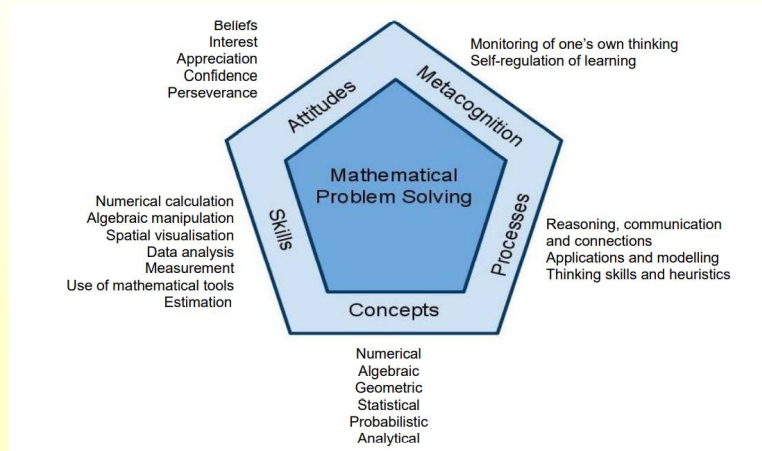 Beliefs
Interest
Appreciation
Confidence
Perseverance
Monitoring of one's own thinking
Self-regulation of learning
Attitudes
Metacognition
Mathematical
Problem Solving
Numerical calculation
Algebraic manipulation
Spatial visualisation
Data analysis
Measurement
Use of mathematical tools
Estimation
Skills
Processes
Reasoning, communication
and connections
Applications and modelling
Thinking skills and heuristics
Concepts
Numerical
Algebraic
Geometric
Statistical
Probabilistic
Analytical